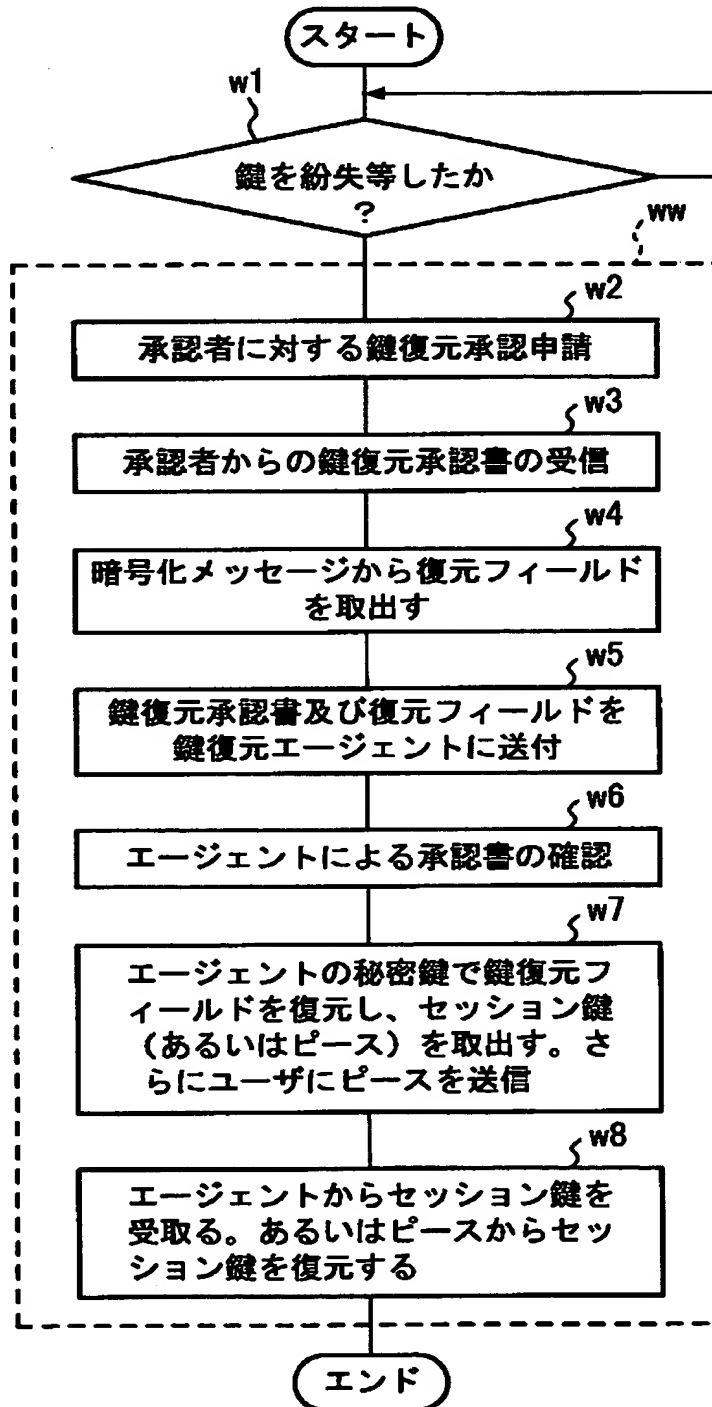 スタート
w1
鍵を紛失等したか
?
ww
w2
承認者に対する鍵復元承認申請
w3
承認者からの鍵復元承認書の受信
w4
暗号化メッセージから復元フィールド
を取出す
w5
鍵復元承認書及び復元フィールドを
鍵復元エージェントに送付
w6
エージェントによる承認書の確認
w7
エージェントの秘密鍵で鍵復元フ
ィールドを復元し、セッション鍵
(あるいはピース)を取出す。さ
らにユーザにピースを送信
w8
エージェントからセッション鍵を
受取る。あるいはピースからセッ
ション鍵を復元する
エンド